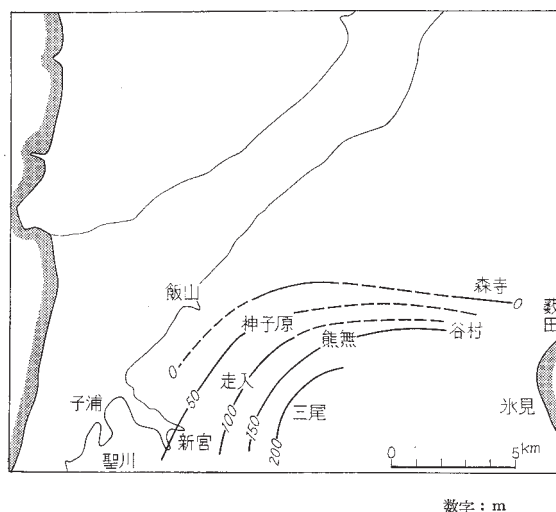 飯山
森寺
0
藪田
神子原
谷村
熊無
走入
氷見
0
50
三尾
子浦
100
150
新宮
200
聖川
0
5km
数字：m